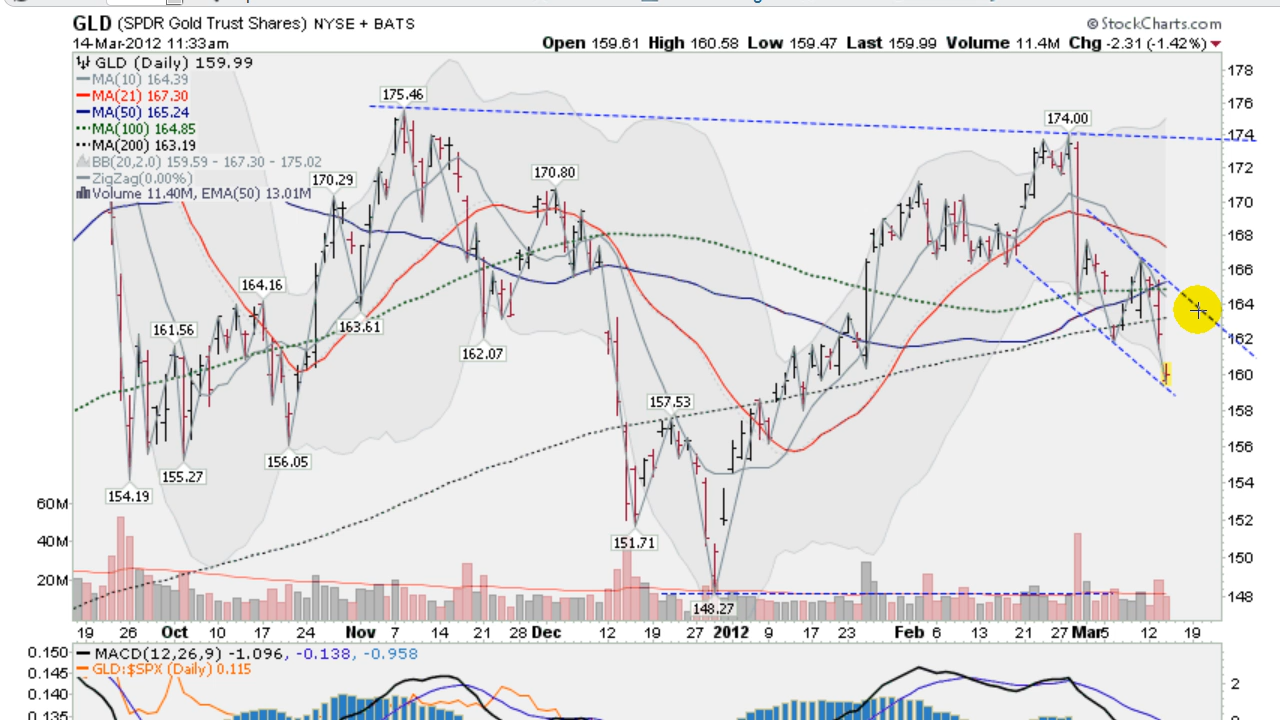 GLD (SPDR Gold Trust Shares) NYSE + BATS
© StockCharts.com
14-Mar-2012 11:33am
Open 159.61 High 160.58 Low 159.47 Last 159.99 Volume 11.4M Chg -2.31 (-1.42%)
GLD (Daily) 159.99
MA(10) 164.39
MA(21) 167.30
MA(50) 165.24
MA(100) 164.85
MA(200) 163.19
BB(20,2.0) 159.59 - 167.30 - 175.02
ZigZag(0.00%)
Volume 11.40M, EMA(50) 13.01M
175.46
174.00
170.29
170.80
164.16
163.61
161.56
162.07
157.53
156.05
155.27
154.19
151.71
148.27
178
176
174
172
170
168
166
164
162
160
158
156
154
152
150
148
60M
40M
20M
19 26 Oct 10 17 24 Nov 7 14 21 28 Dec 12 19 27 2012 9 17 23 Feb 6 13 21 27 Mar 5 12 19
MACD(12,26,9) -1.096, -0.138, -0.958
GLD:$SPX (Daily) 0.115
0.150
0.145
0.140
0.135
2